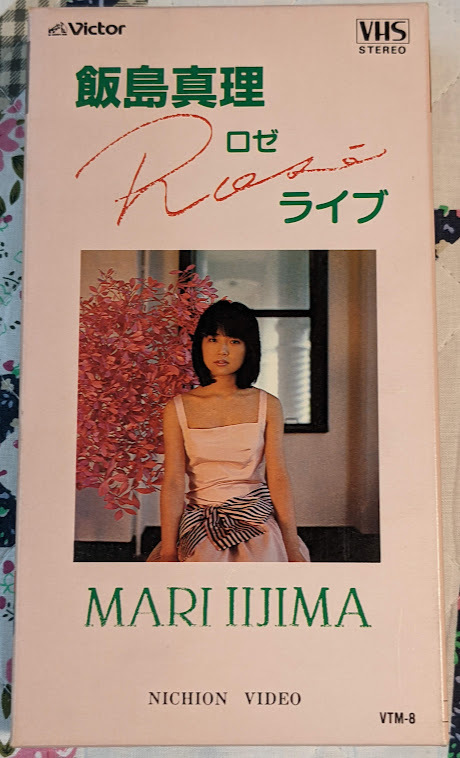 Victor
VHS
STEREO
飯島真理
ロゼ
Rosé
ライブ
MARI IIJIMA
NICHION VIDEO
VTM-8